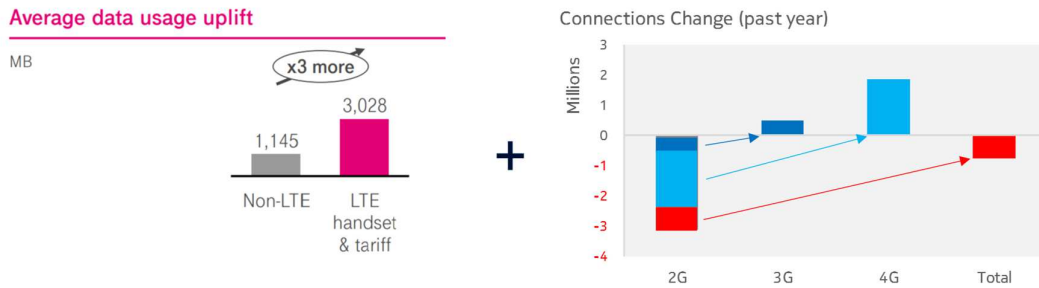 Average data usage uplift
MB
x3 more
3,028
1,145
Non-LTE
LTE
handset
& tariff
+
Connections Change (past year)
Millions
3
2
1
0
-1
-2
-3
-4
2G
3G
4G
Total